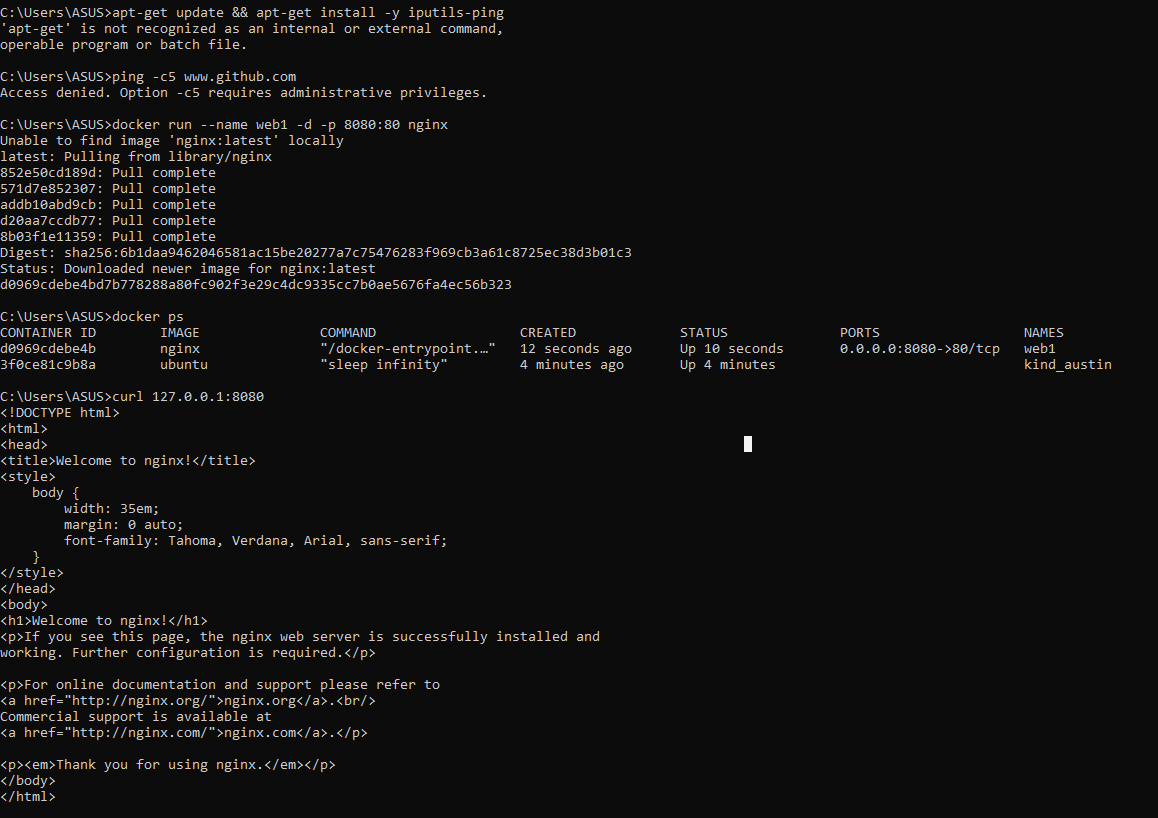 C:\Users\ASUS>apt-get update && apt-get install -y iputils-ping
'apt-get' is not recognized as an internal or external command,
operable program or batch file.
C:\Users\ASUS>ping -c5 www.github.com
Access denied. Option -c5 requires administrative privileges.
C:\Users\ASUS>docker run --name web1 -d -p 8080:80 nginx
Unable to find image 'nginx:latest' locally
latest: Pulling from library/nginx
852e50cd189d: Pull complete
571d7e852307: Pull complete
addb10abd9cb: Pull complete
d20aa7ccdb77: Pull complete
8b03f1e11359: Pull complete
Digest: sha256:6b1daa9462046581ac15be20277a7c75476283f969cb3a61c8725ec38d3b01c3
Status: Downloaded newer image for nginx:latest
d0969cdebe4bd7b778288a80fc902f3e29c4dc9335cc7b0ae5676fa4ec56b323
C:\Users\ASUS>docker ps
CONTAINER ID        IMAGE               COMMAND                  CREATED             STATUS              PORTS                  NAMES
d0969cdebe4b        nginx               "/docker-entrypoint.…"   12 seconds ago      Up 10 seconds       0.0.0.0:8080->80/tcp   web1
3f0ce81c9b8a        ubuntu              "sleep infinity"         4 minutes ago       Up 4 minutes                               kind_austin
C:\Users\ASUS>curl 127.0.0.1:8080
<!DOCTYPE html>
<html>
<head>
<title>Welcome to nginx!</title>
<style>
    body {
        width: 35em;
        margin: 0 auto;
        font-family: Tahoma, Verdana, Arial, sans-serif;
    }
</style>
</head>
<body>
<h1>Welcome to nginx!</h1>
<p>If you see this page, the nginx web server is successfully installed and
working. Further configuration is required.</p>
<p>For online documentation and support please refer to
<a href="http://nginx.org/">nginx.org</a>.<br/>
Commercial support is available at
<a href="http://nginx.com/">nginx.com</a>.</p>
<p><em>Thank you for using nginx.</em></p>
</body>
</html>